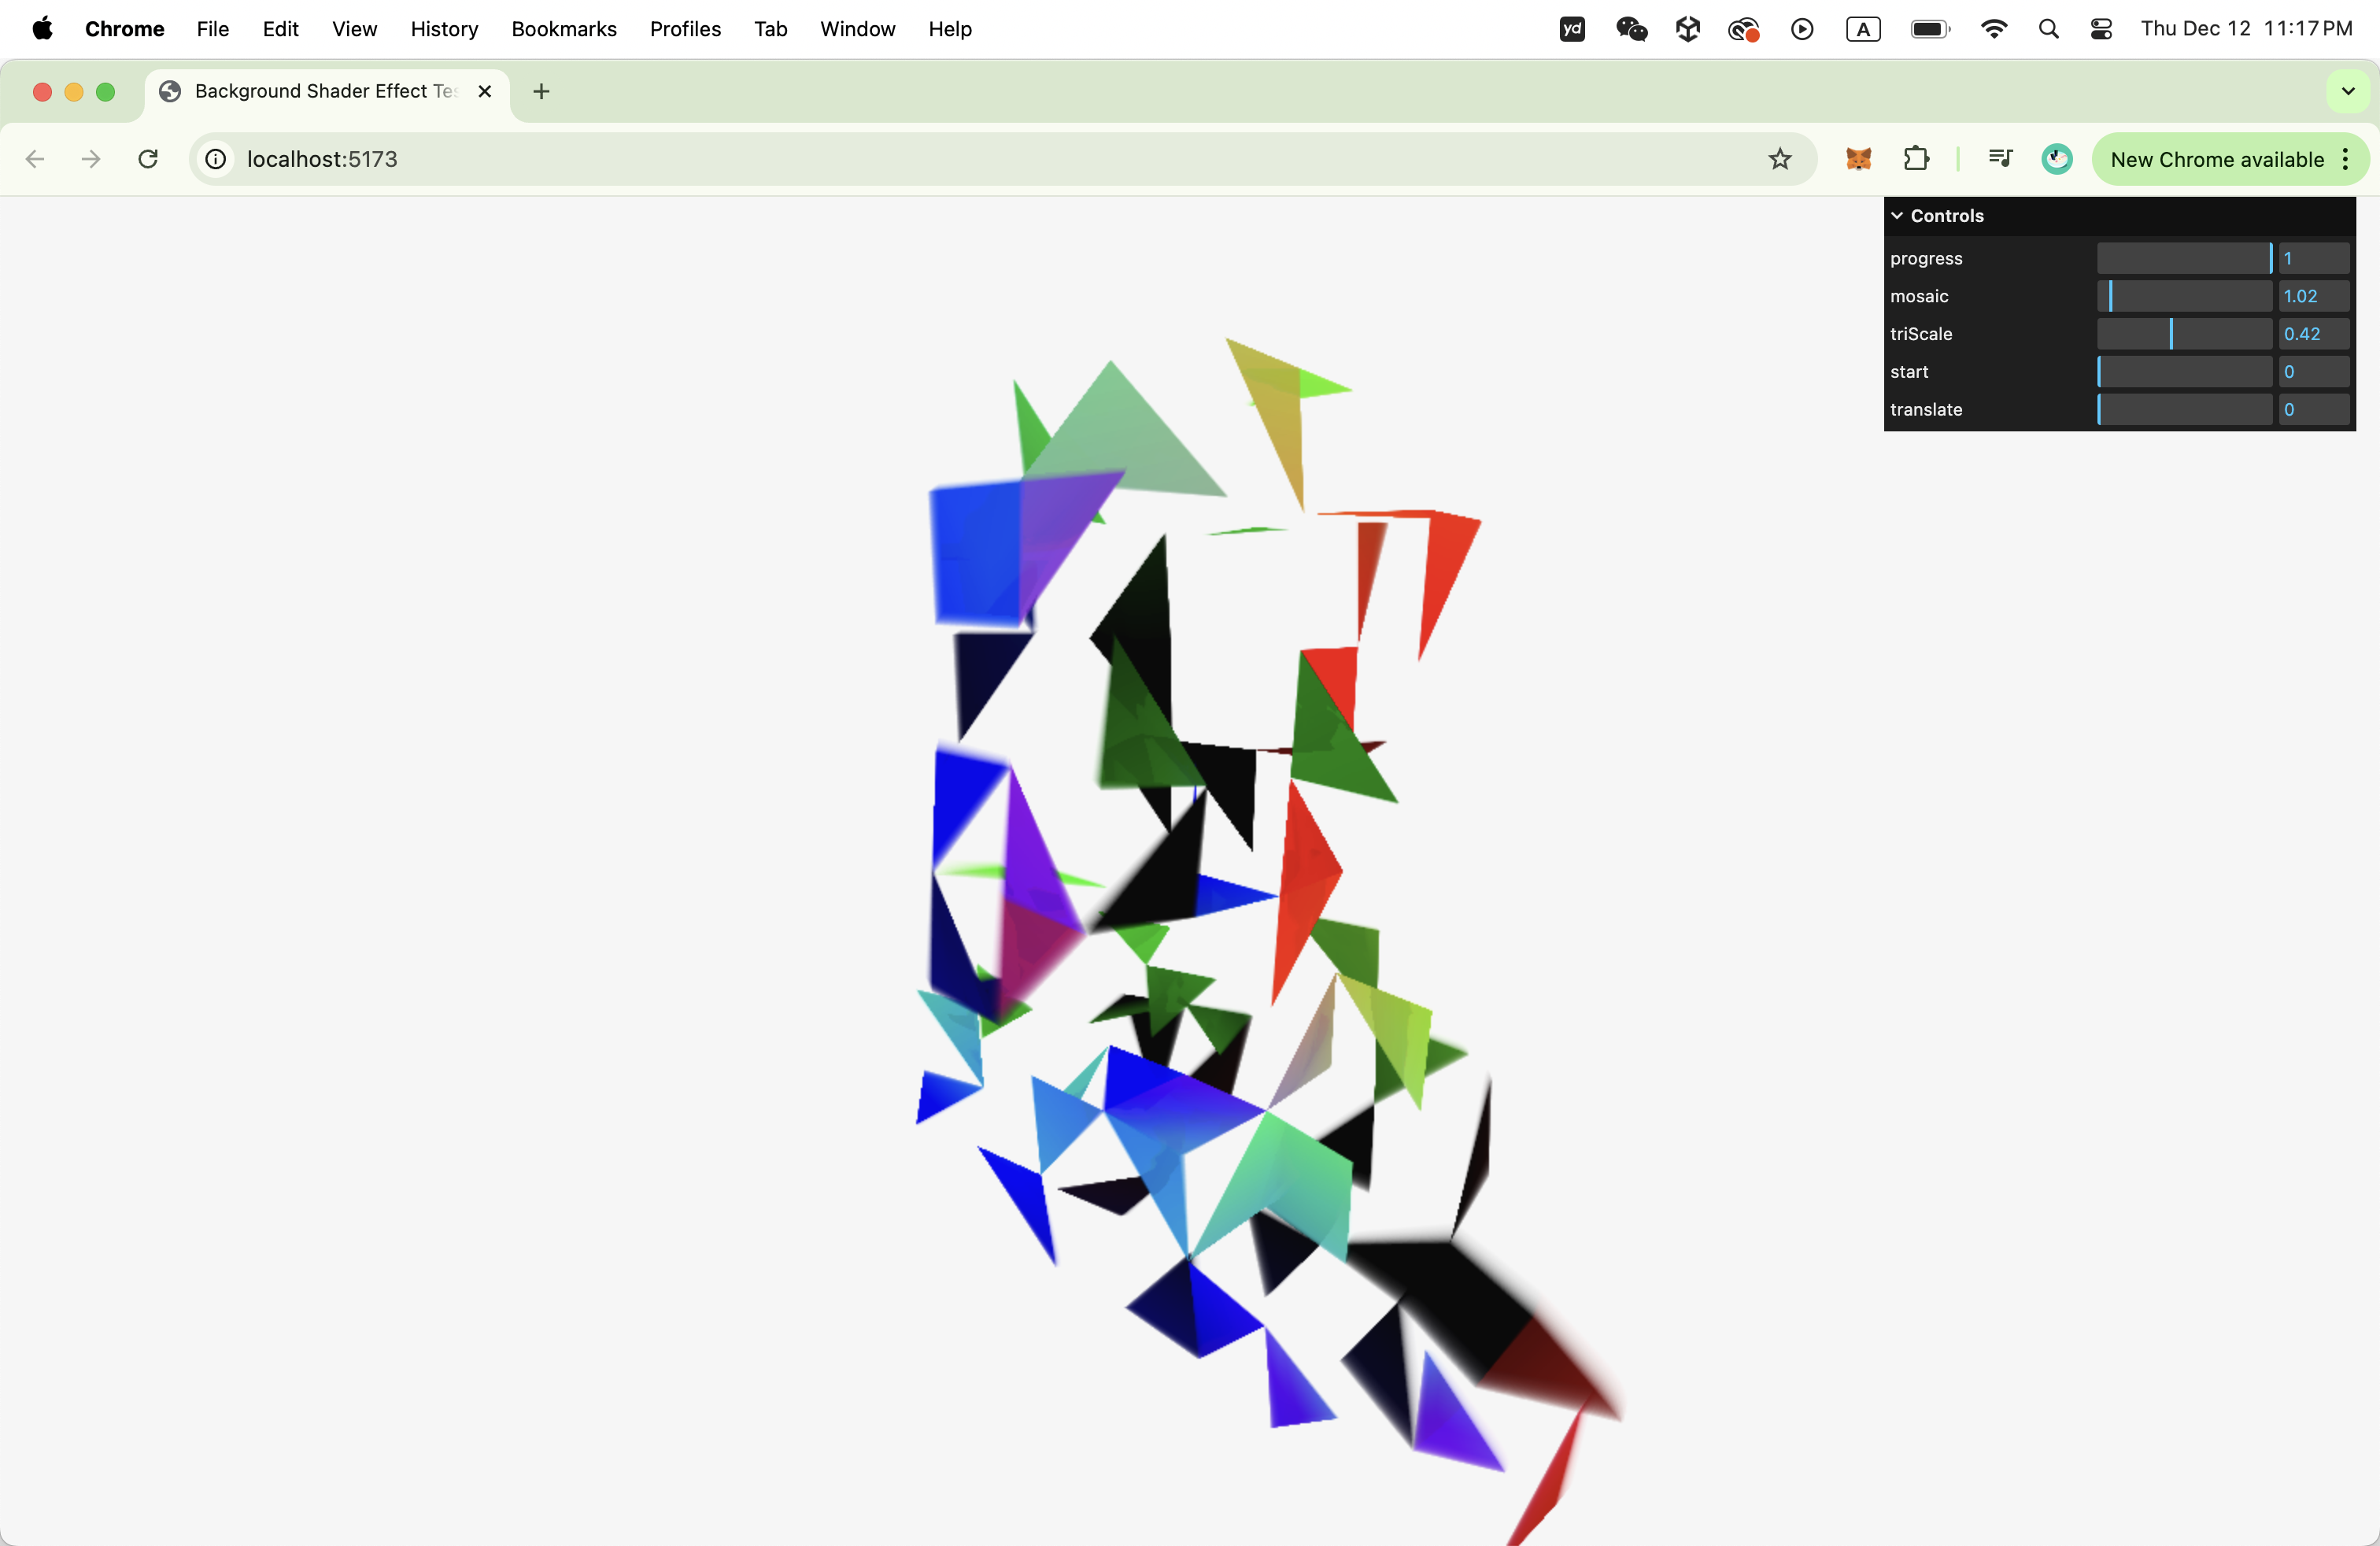 Chrome File Edit View History Bookmarks Profiles Tab Window Help yd A Thu Dec 12 11:17 PM
Background Shader Effect Tes
localhost:5173 New Chrome available
Controls
progress 1
mosaic 1.02
triScale 0.42
start 0
translate 0